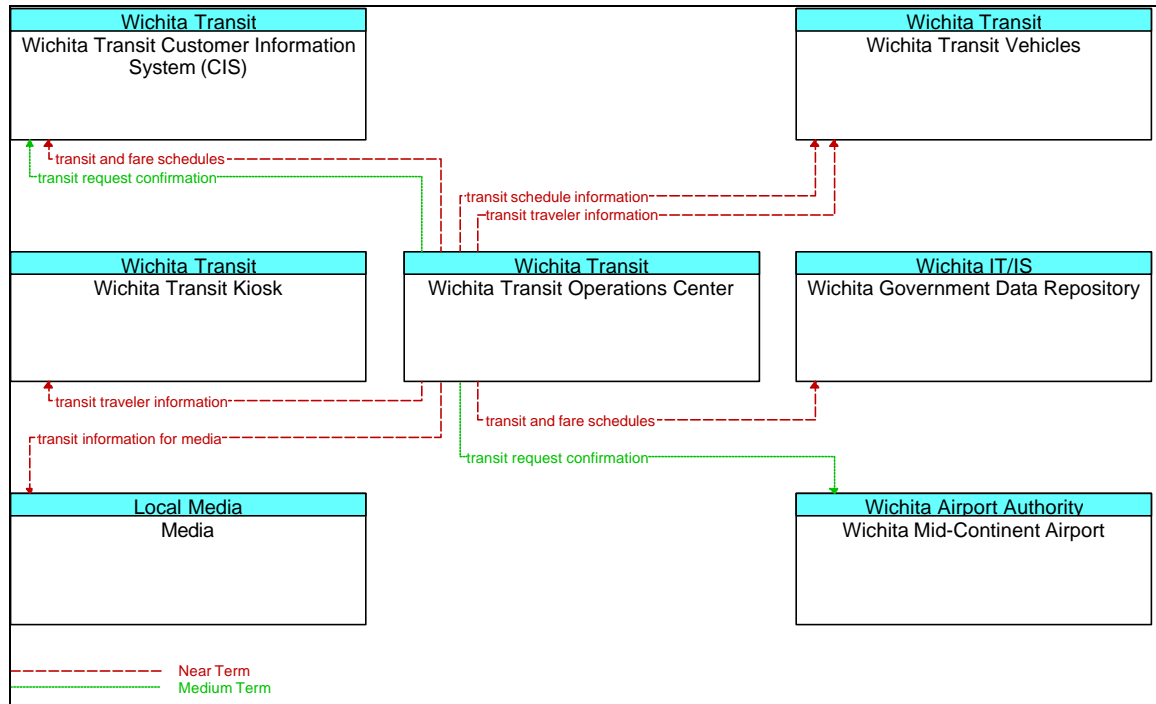 Wichita Transit
Wichita Transit Customer Information
System (CIS)
Wichita Transit
Wichita Transit Vehicles
transit and fare schedules
transit request confirmation
transit schedule information
transit traveler information
Wichita Transit
Wichita Transit Kiosk
Wichita Transit
Wichita Transit Operations Center
Wichita IT/IS
Wichita Government Data Repository
transit traveler information
transit information for media
transit and fare schedules
transit request confirmation
Local Media
Media
Wichita Airport Authority
Wichita Mid-Continent Airport
Near Term
Medium Term